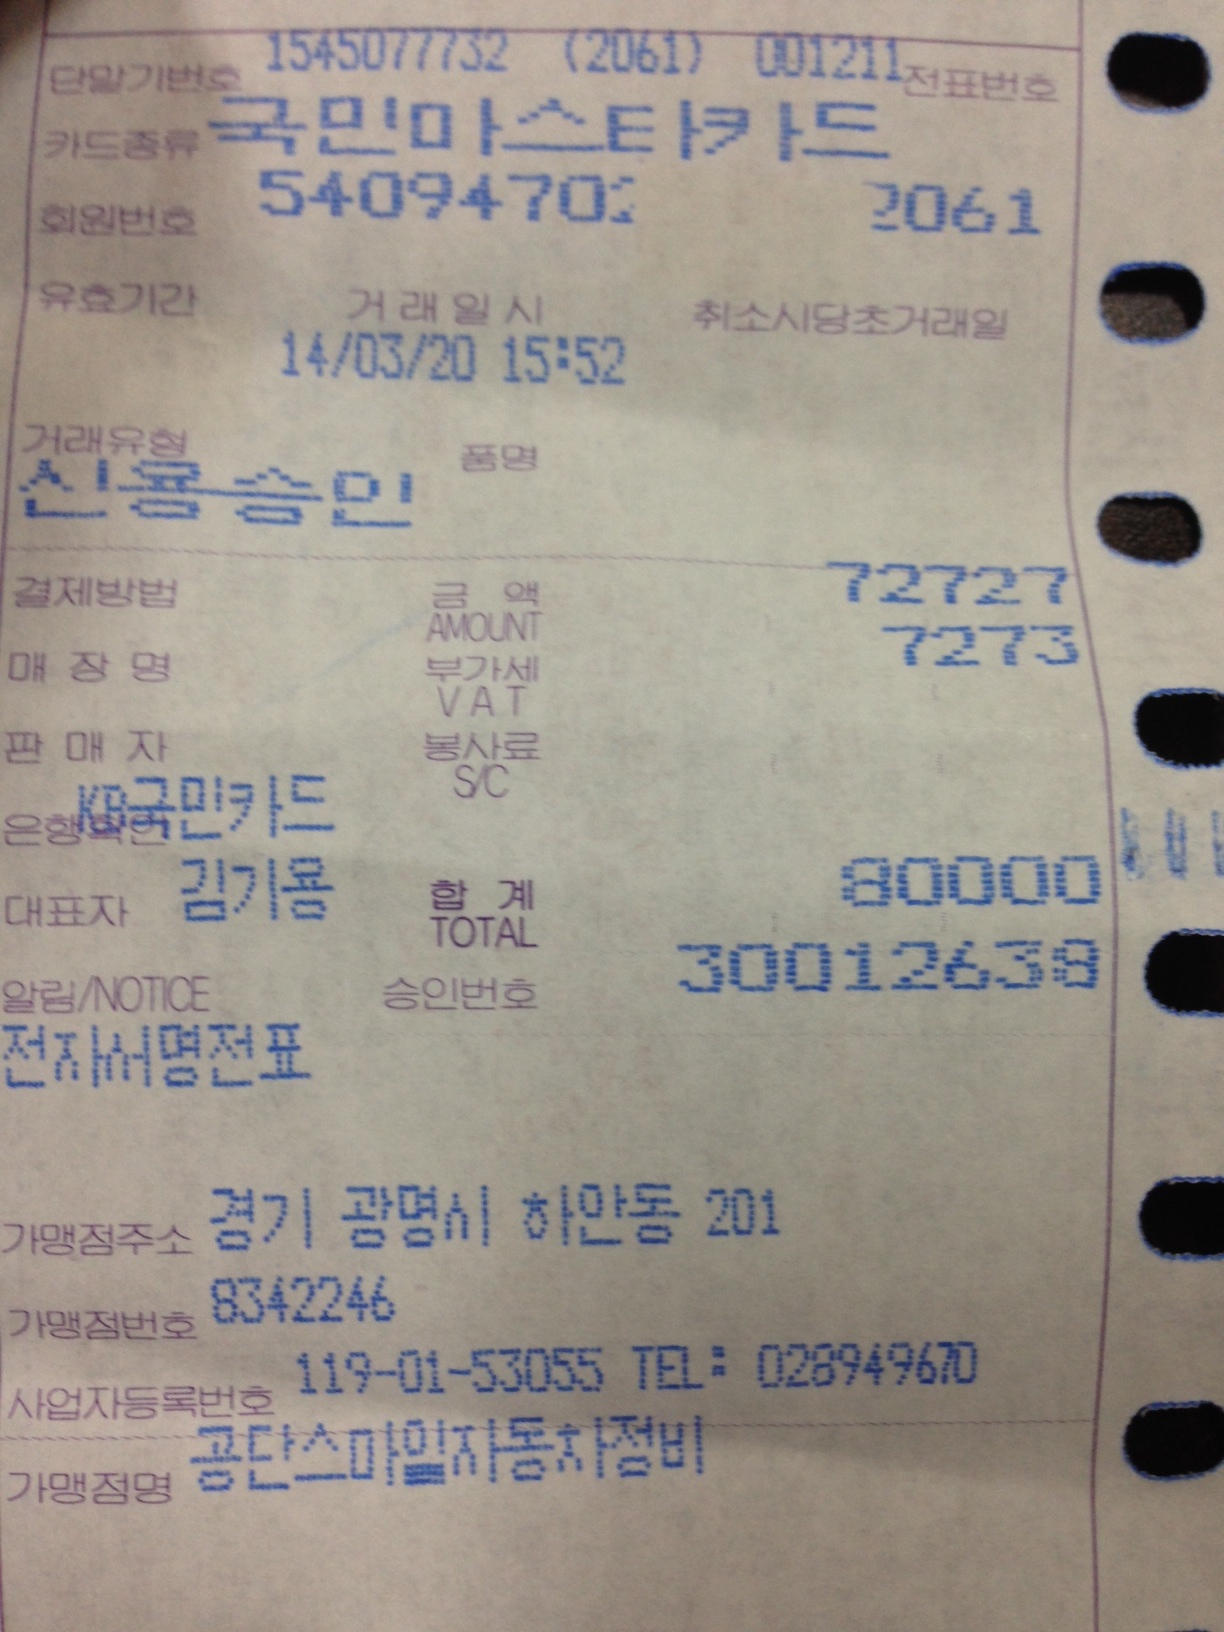 단말기번호 1545077732 (2061) 001211 전표번호
카드종류 국민마스타카드
회원번호 54094702 2061
유효기간 거래일시 취소시당초거래일
14/03/20 15:52
거래유형 품명
신용승인
결제방법 금액 72727
AMOUNT
매장명 부가세 7273
VAT
판매자 봉사료
S/C
KB국민카드
은행확인
대표자 김기용 합계 80000
TOTAL
알림/NOTICE 승인번호 30012638
전자서명전표
가맹점주소 경기 광명시 하안동 201
가맹점번호 8342246
사업자등록번호 119-01-53055 TEL: 028949670
가맹점명 공단스마일자동차정비